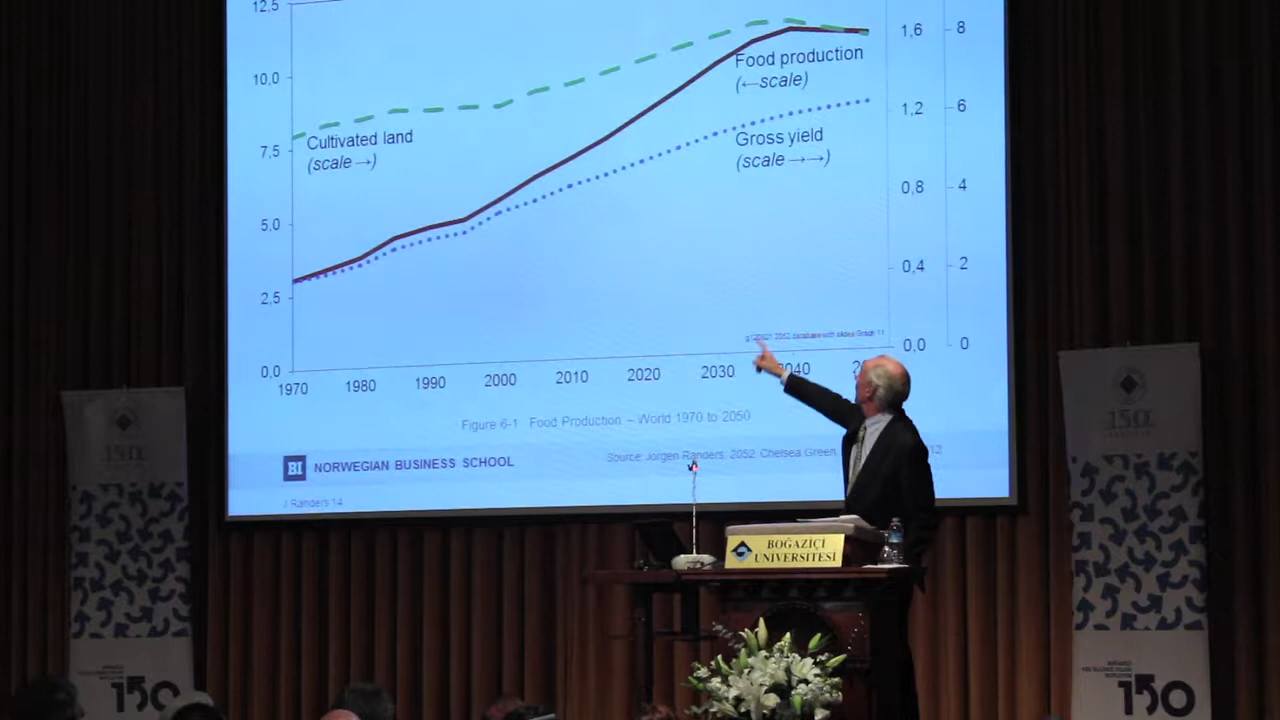 12,5
10,0
7,5
5,0
2,5
0,0
Cultivated land
(scale→)
Food production
(←scale)
Gross yield
(scale→→)
1,6
1,2
0,8
0,4
0,0
8
6
4
2
0
1970 1980 1990 2000 2010 2020 2030 2040
Figure 6-1 Food Production – World 1970 to 2050
BI NORWEGIAN BUSINESS SCHOOL
Source: Jorgen Randers, 2052, Chelsea Green
J Randers 14
BOĞAZİÇİ
ÜNİVERSİTESİ
150
150
150
150